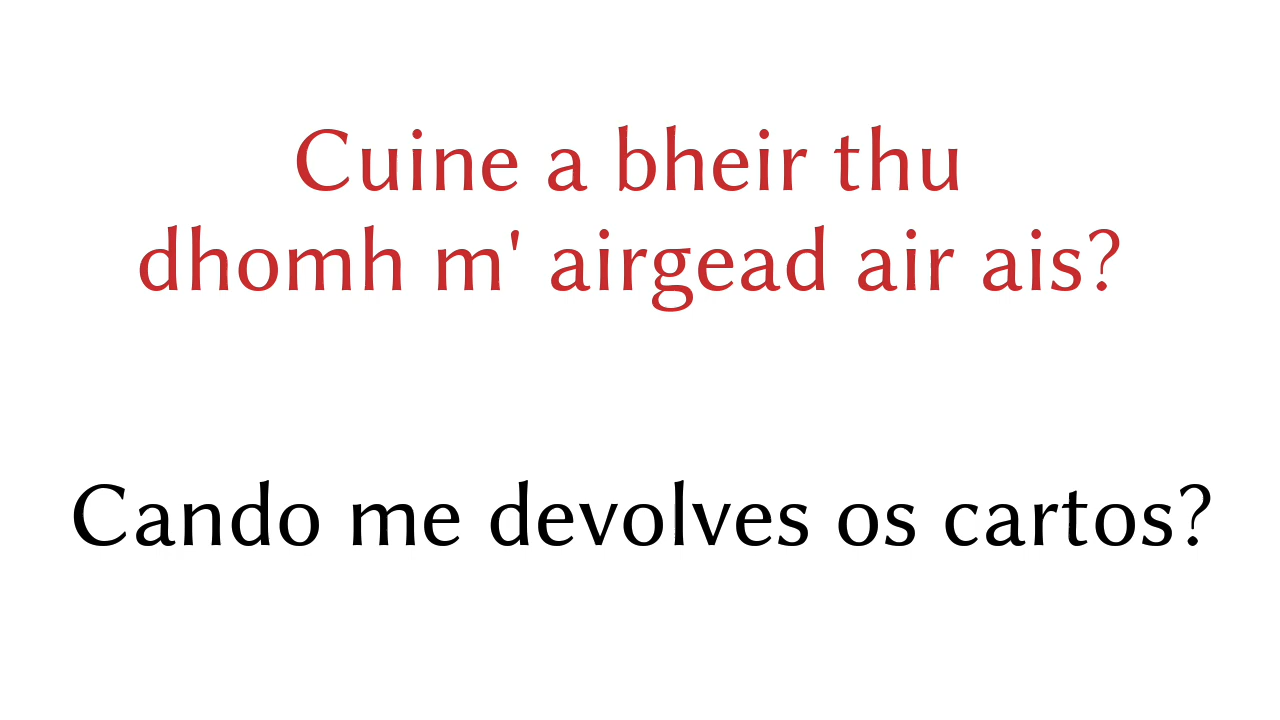 Cuine a bheir thu
dhomh m' airgead air ais?
Cando me devolves os cartos?